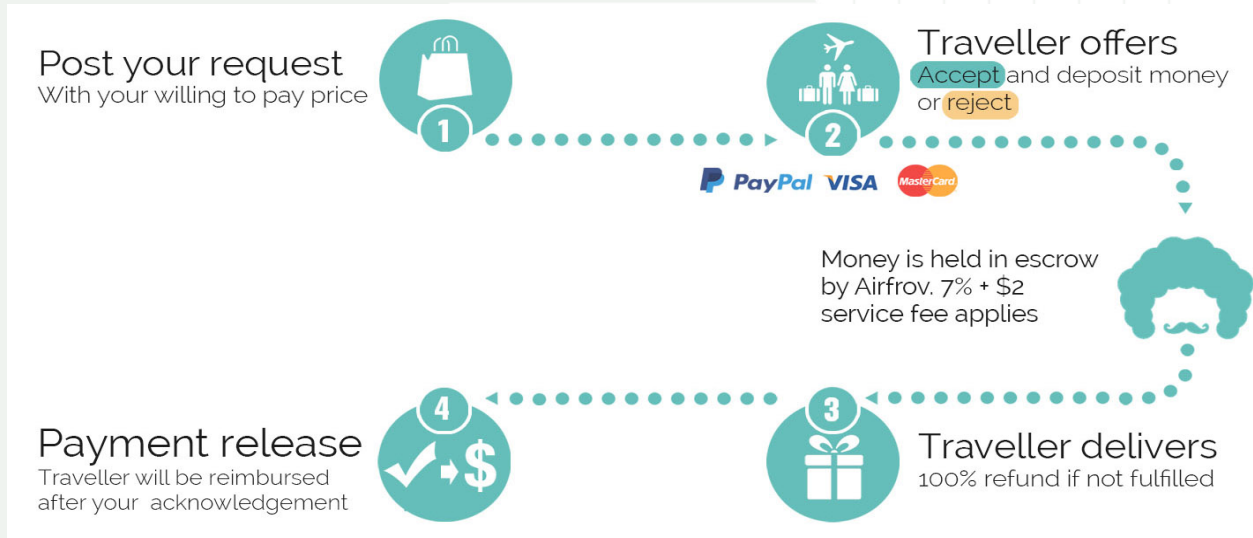 Post your request
With your willing to pay price
1
Traveller offers
Accept and deposit money
or reject
2
PayPal VISA MasterCard
Money is held in escrow
by Airfrov. 7% + $2
service fee applies
3
Traveller delivers
100% refund if not fulfilled
4
$
Payment release
Traveller will be reimbursed
after your acknowledgement